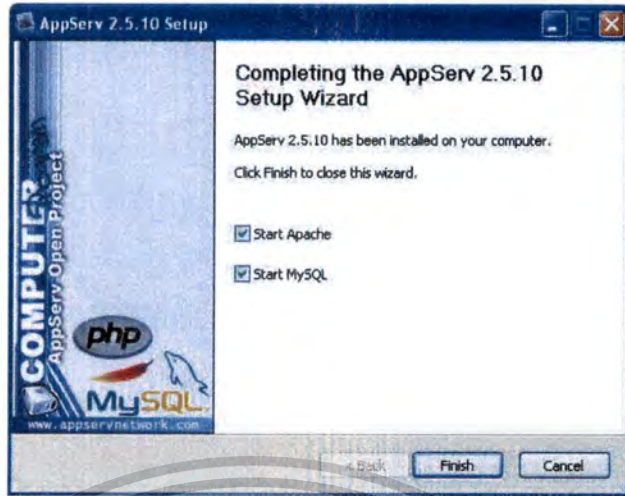 AppServ 2.5.10 Setup
Completing the AppServ 2.5.10
Setup Wizard
AppServ 2.5.10 has been installed on your computer.
Click Finish to close this wizard.
Start Apache
Start MySQL
COMPUTER
AppServ Open Project
php
MySQL
www.appservnetwork.com
< Back
Finish
Cancel